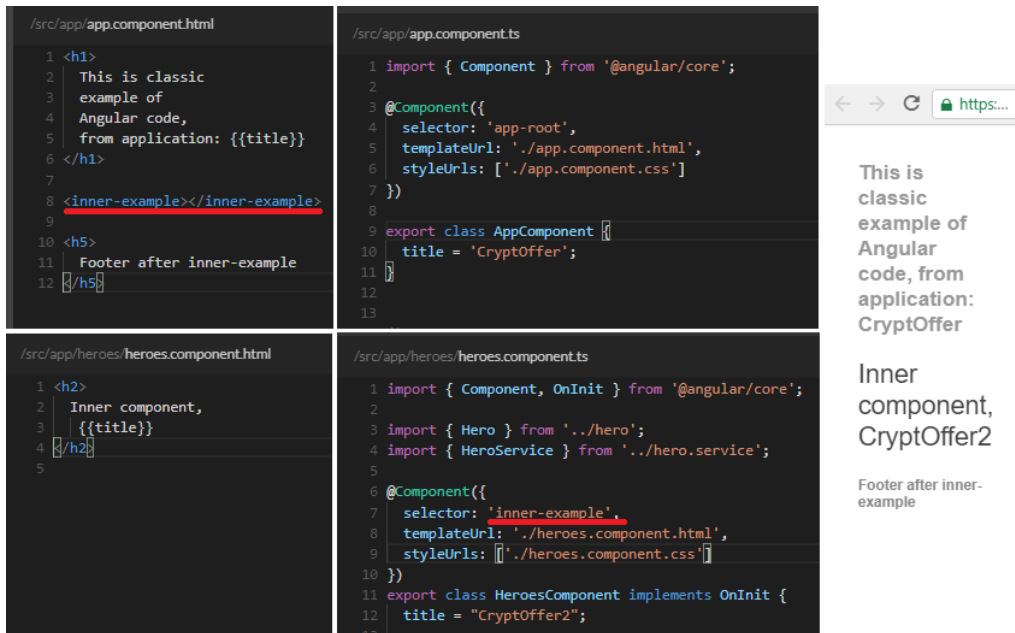 /src/app/app.component.html
1 <h1>
2 This is classic
3 example of
4 Angular code,
5 from application: {{title}}
6 </h1>
7
8 <inner-example></inner-example>
9
10 <h5>
11 Footer after inner-example
12 </h5>
/src/app/app.component.ts
1 import { Component } from '@angular/core';
2
3 @Component({
4 selector: 'app-root',
5 templateUrl: './app.component.html',
6 styleUrls: ['./app.component.css']
7 })
8
9 export class AppComponent {
10 title = 'CryptOffer';
11 }
12
13
/src/app/heroes/heroes.component.html
1 <h2>
2 Inner component,
3 {{title}}
4 </h2>
5
/src/app/heroes/heroes.component.ts
1 import { Component, OnInit } from '@angular/core';
2
3 import { Hero } from '../hero';
4 import { HeroService } from '../hero.service';
5
6 @Component({
7 selector: 'inner-example',
8 templateUrl: './heroes.component.html',
9 styleUrls: ['./heroes.component.css']
10 })
11 export class HeroesComponent implements OnInit {
12 title = "CryptOffer2";
https:...
This is
classic
example of
Angular
code, from
application:
CryptOffer
Inner
component,
CryptOffer2
Footer after inner-
example